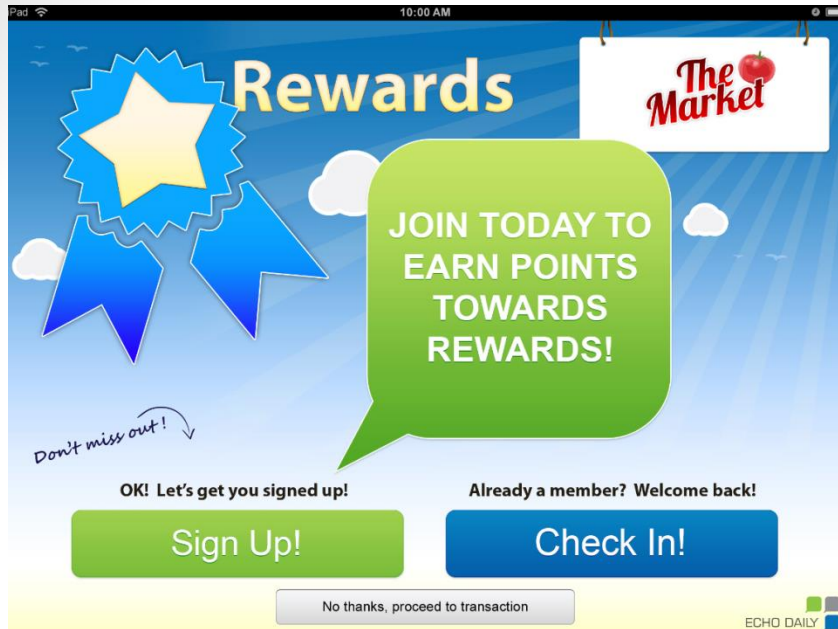 iPad 10:00 AM
Rewards
The
Market
JOIN TODAY TO
EARN POINTS
TOWARDS
REWARDS!
Don't miss out!
OK! Let's get you signed up!
Sign Up!
Already a member? Welcome back!
Check In!
No thanks, proceed to transaction
ECHO DAILY